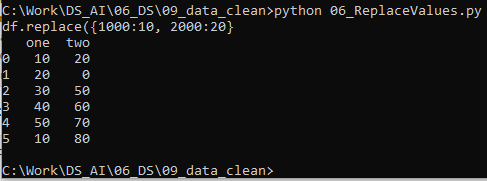 C:\Work\DS_AI\06_DS\09_data_clean>python 06_ReplaceValues.py
df.replace({1000:10, 2000:20}
   one  two
0   10   20
1   20    0
2   30   50
3   40   60
4   50   70
5   10   80

C:\Work\DS_AI\06_DS\09_data_clean>